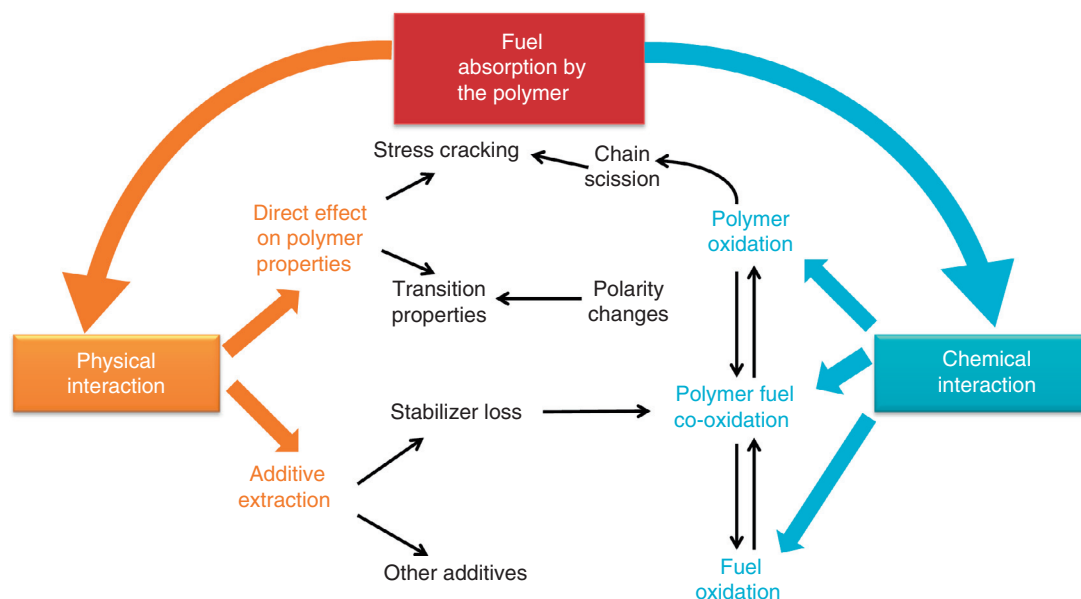 Fuel
absorption by
the polymer
Stress cracking
Chain
scission
Direct effect
on polymer
properties
Polymer
oxidation
Transition
properties
Polarity
changes
Physical
interaction
Chemical
interaction
Stabilizer loss
Polymer fuel
co-oxidation
Additive
extraction
Other additives
Fuel
oxidation